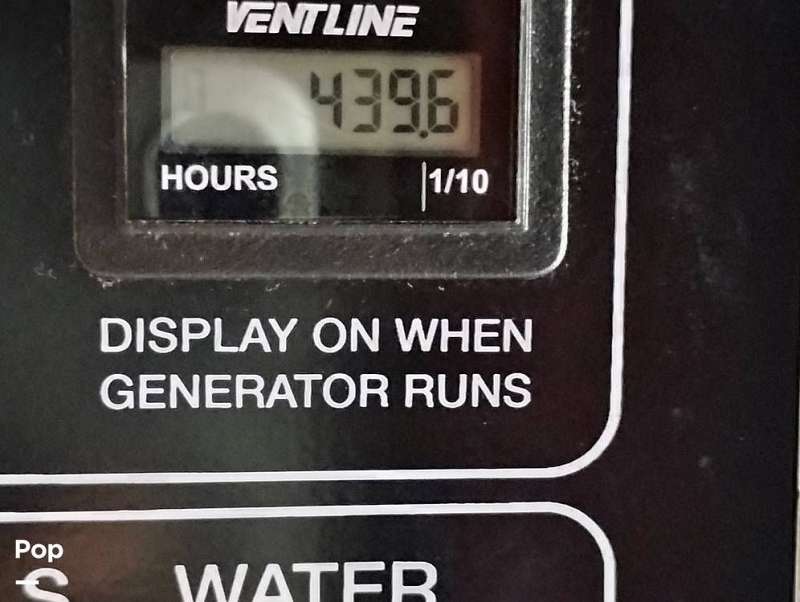 VENTLINE
439.6
HOURS 1/10
DISPLAY ON WHEN
GENERATOR RUNS
Pop
S WATER